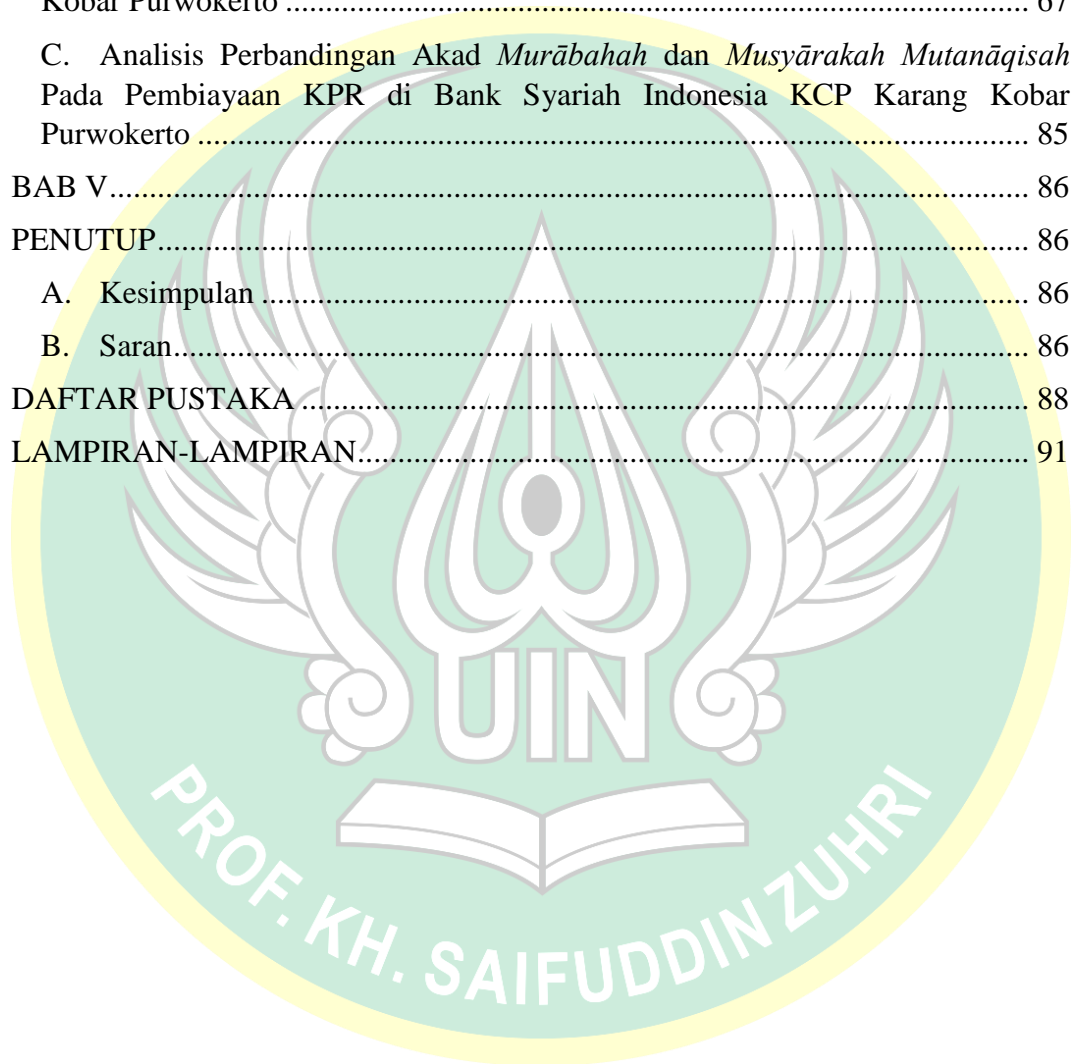 Kobar Purwokerto ........................................................................................................ 67
C. Analisis Perbandingan Akad Murābahah dan Musyārakah Mutanāqisah
Pada Pembiayaan KPR di Bank Syariah Indonesia KCP Karang Kobar
Purwokerto ........................................................................................................ 85
BAB V........................................................................................................ 86
PENUTUP........................................................................................................ 86
A. Kesimpulan ........................................................................................................ 86
B. Saran........................................................................................................ 86
DAFTAR PUSTAKA ........................................................................................................ 88
LAMPIRAN-LAMPIRAN........................................................................................................ 91
UIN
PROF. KH. SAIFUDDIN ZUHRI